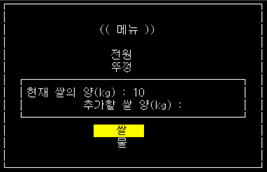 (( 메뉴 ))
전원
뚜껑
현재 쌀의 양(kg) : 10
추가할 쌀 양(kg) :
쌀
물